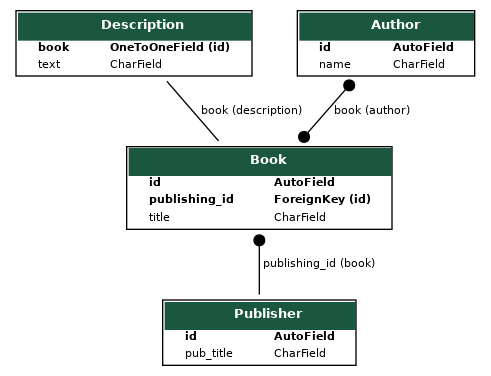 Description
book OneToOneField (id)
text CharField
Author
id AutoField
name CharField
book (description)
book (author)
Book
id AutoField
publishing_id ForeignKey (id)
title CharField
publishing_id (book)
Publisher
id AutoField
pub_title CharField